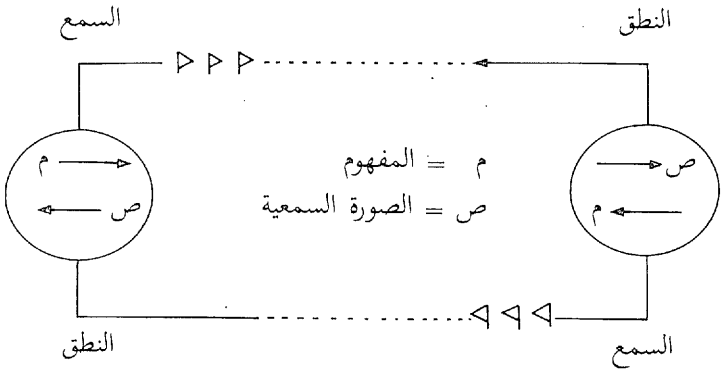 النطق السمع
م = المفهوم
ص = الصورة السمعية
ص م
م ص
السمع النطق